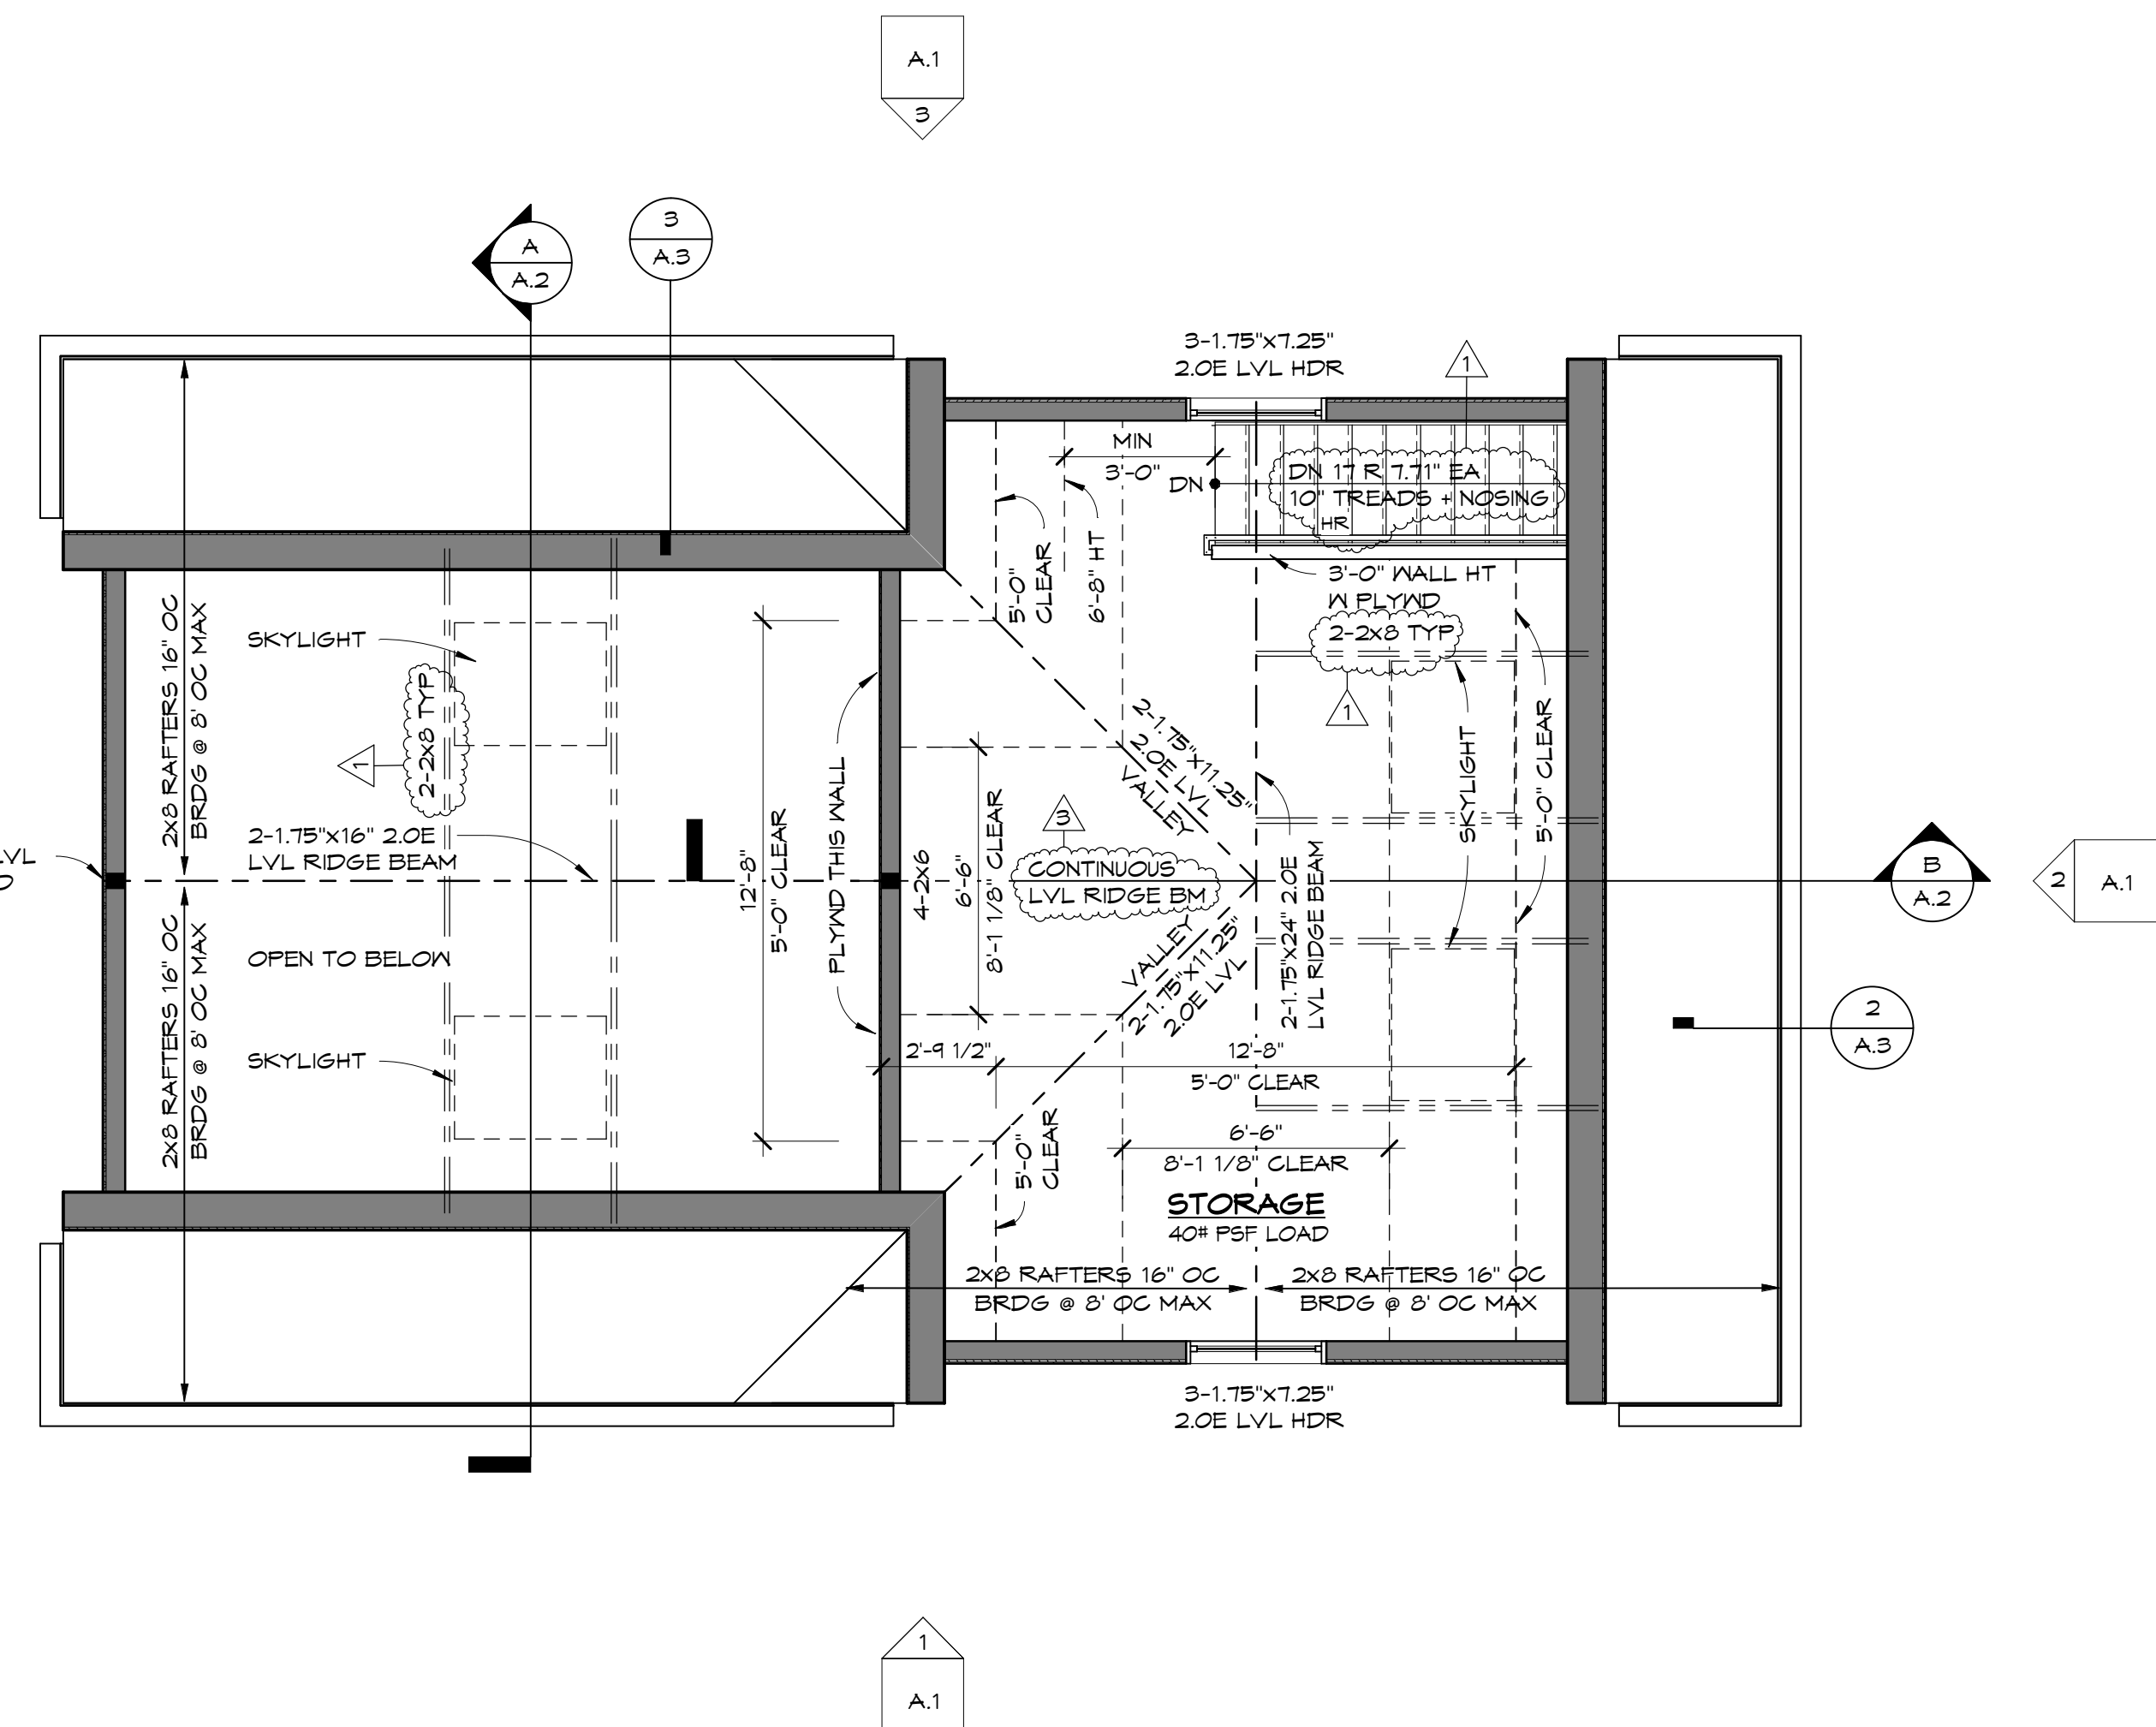 A.1
3
3
A.3
A
A.2
3-1.75"x7.25"
2.0E LVL HDR
1
MIN
3'-0"
DN
DN 17 R 7.71" EA
10" TREADS + NOSING
HR
5'-0"
CLEAR
6'-8" HT
3'-0" WALL HT
W PLYWD
2-2x8 TYP
1
2x8 RAFTERS 16" OC
BRDG @ 8' OC MAX
SKYLIGHT
2-2x8 TYP
1
2-1.75"x16" 2.0E
LVL RIDGE BEAM
12'-8"
5'-0" CLEAR
PLYWD THIS WALL
4-2x6
6'-6"
8'-1 1/8" CLEAR
3
CONTINUOUS
LVL RIDGE BM
2-1.75"x11.25"
2.0E LVL
VALLEY
SKYLIGHT
5'-0" CLEAR
LVL
B
A.2
2
A.1
2-1.75"x24" 2.0E
LVL RIDGE BEAM
VALLEY
2-1.75"x11.25"
2.0E LVL
OPEN TO BELOW
2x8 RAFTERS 16" OC
BRDG @ 8' OC MAX
SKYLIGHT
2'-9 1/2"
12'-8"
5'-0" CLEAR
2
A.3
5'-0"
CLEAR
6'-6"
8'-1 1/8" CLEAR
STORAGE
40# PSF LOAD
2x8 RAFTERS 16" OC
BRDG @ 8' OC MAX
2x8 RAFTERS 16" OC
BRDG @ 8' OC MAX
3-1.75"x7.25"
2.0E LVL HDR
1
A.1